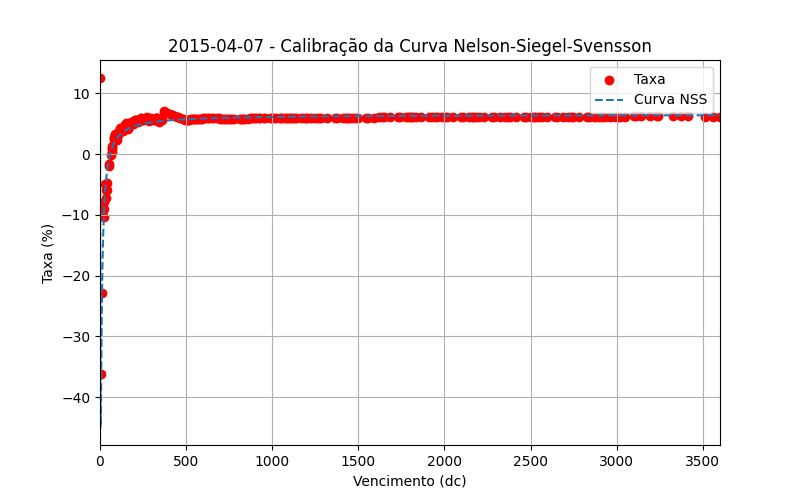 2015-04-07 - Calibração da Curva Nelson-Siegel-Svensson
Taxa
Curva NSS
Taxa (%)
10
0
−10
−20
−30
−40
0
500
1000
1500
2000
2500
3000
3500
Vencimento (dc)